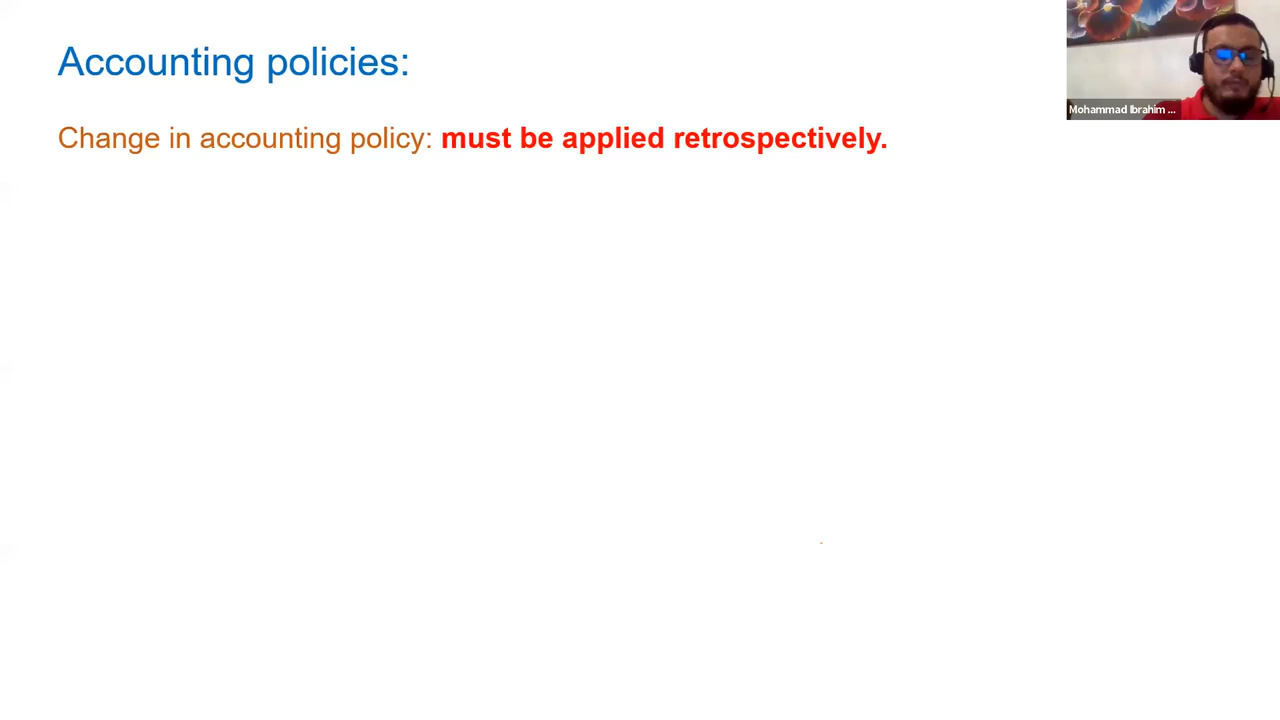 Accounting policies:
Change in accounting policy: must be applied retrospectively.
Mohammad Ibrahim ...